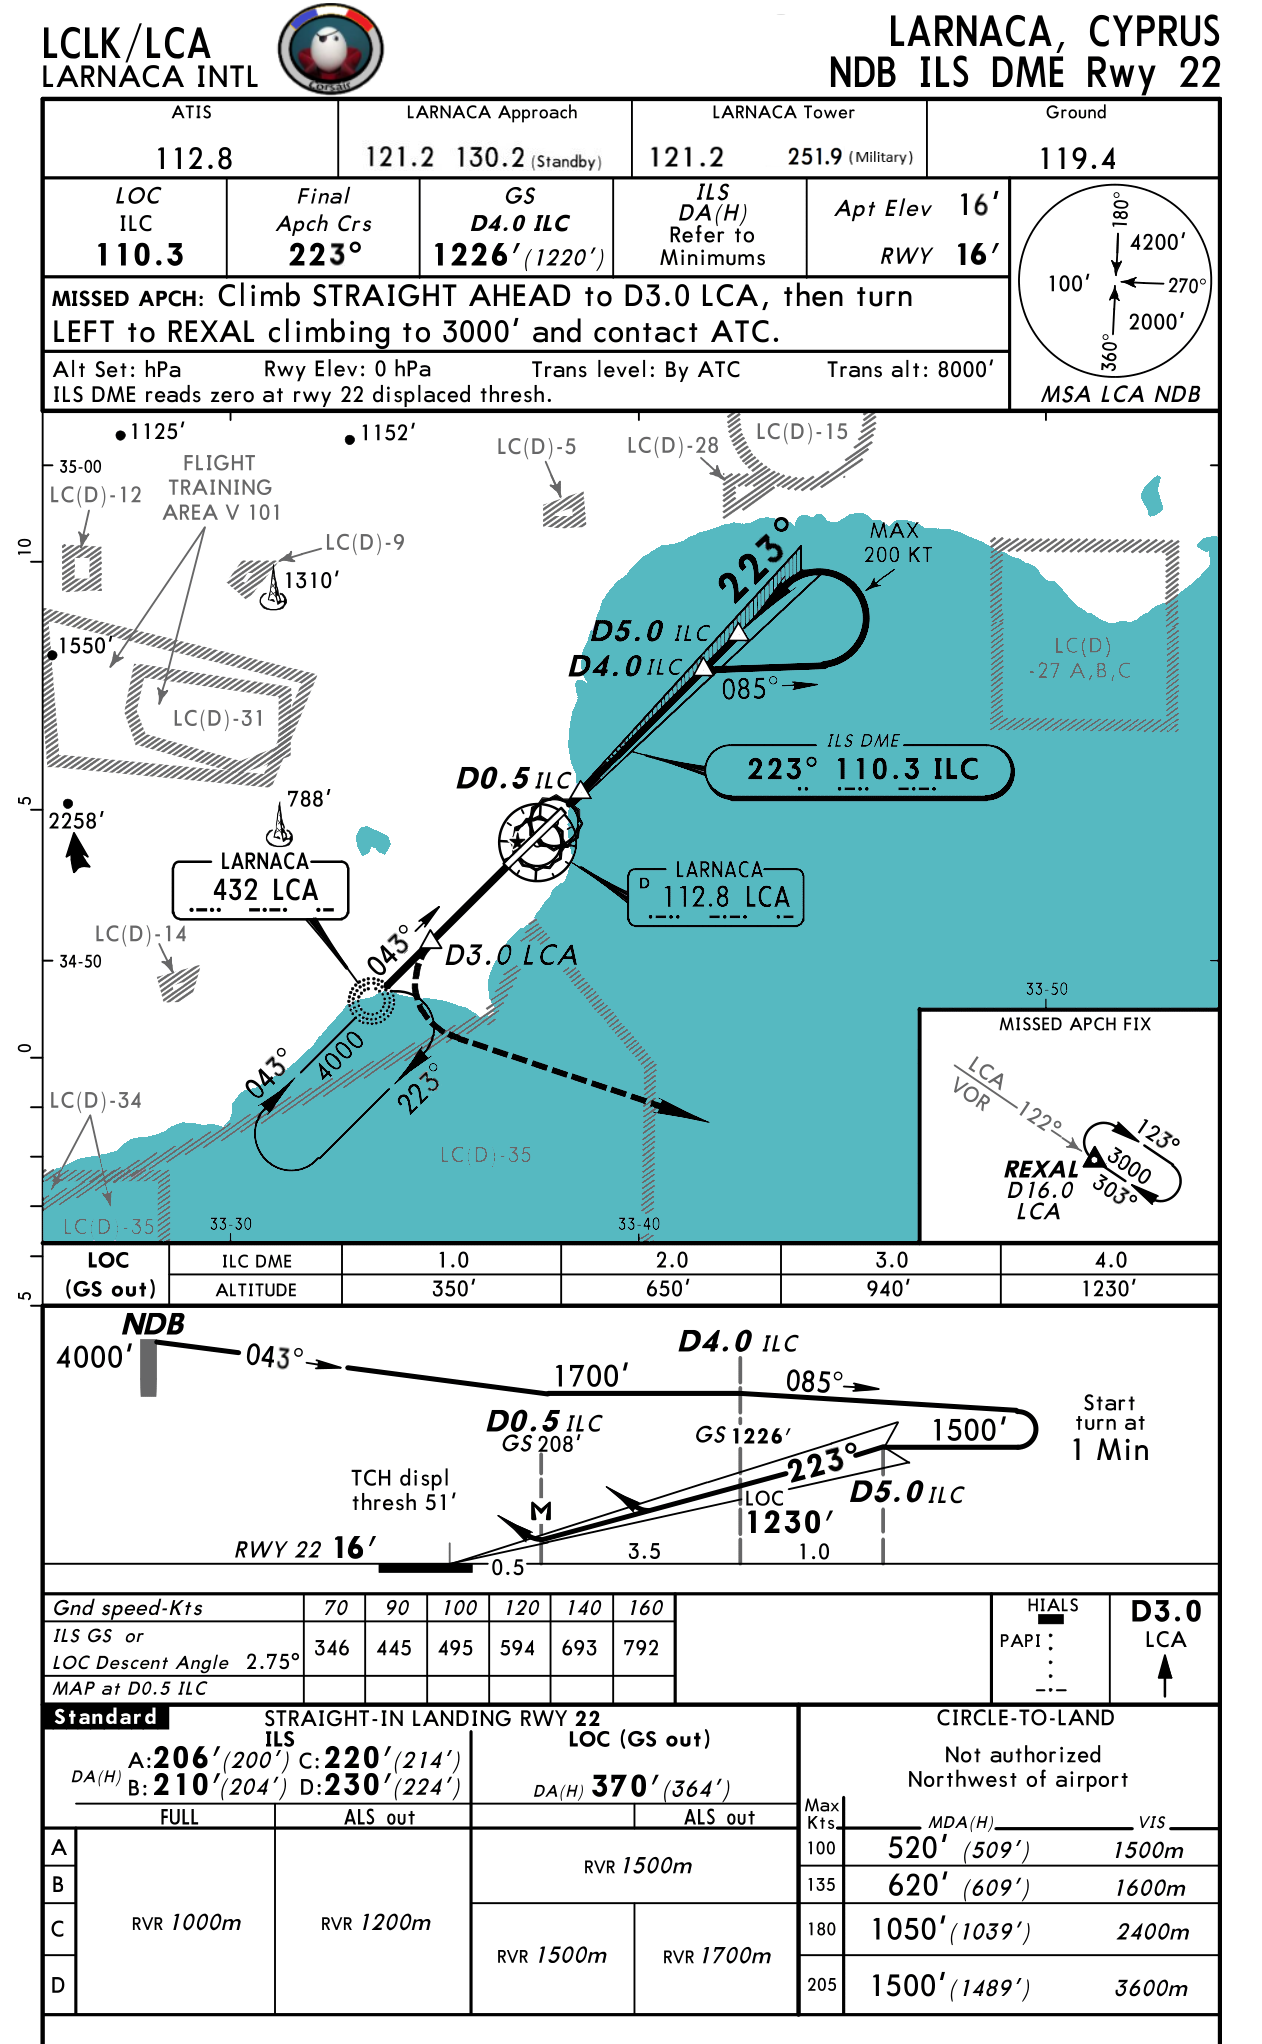 LCLK/LCA
LARNACA INTL
Corsair
LARNACA, CYPRUS
NDB ILS DME Rwy 22
ATIS
112.8
LARNACA Approach
121.2 130.2 (Standby)
LARNACA Tower
121.2 251.9 (Military)
Ground
119.4
LOC
ILC
110.3
Final
Apch Crs
223°
GS
D4.0 ILC
1226′ (1220′)
ILS
DA(H)
Refer to
Minimums
Apt Elev 16′
RWY 16′
MISSED APCH: Climb STRAIGHT AHEAD to D3.0 LCA, then turn
LEFT to REXAL climbing to 3000′ and contact ATC.
Alt Set: hPa Rwy Elev: 0 hPa Trans level: By ATC Trans alt: 8000′
ILS DME reads zero at rwy 22 displaced thresh.
180°
4200′
100′
270°
2000′
360°
MSA LCA NDB
1125′
1152′
35-00
FLIGHT
TRAINING
AREA V 101
LC(D)-12
LC(D)-5
LC(D)-28
LC(D)-15
LC(D)-9
1310′
10
MAX
200 KT
223°
D5.0 ILC
D4.0 ILC
085°
1550′
LC(D)-31
LC(D)
-27 A,B,C
ILS DME
223° 110.3 ILC
D0.5 ILC
5
788′
2258′
LARNACA
432 LCA
LARNACA
D 112.8 LCA
LC(D)-14
043°
D3.0 LCA
34-50
33-50
0
043°
4000
223°
LC(D)-34
LC(D)-35
LC(D)-35
33-30
33-40
MISSED APCH FIX
LCA
VOR
122°
123°
3000
303°
REXAL
D16.0
LCA
5
LOC
(GS out)
ILC DME 1.0 2.0 3.0 4.0
ALTITUDE 350′ 650′ 940′ 1230′
NDB
4000′
043°
1700′
D4.0 ILC
085°
Start
turn at
1 Min
D0.5 ILC
GS 208′
GS 1226′
1500′
223°
TCH displ
thresh 51′
M
LOC
1230′
D5.0 ILC
RWY 22 16′
0.5
3.5
1.0
Gnd speed-Kts 70 90 100 120 140 160
ILS GS or
LOC Descent Angle 2.75° 346 445 495 594 693 792
MAP at D0.5 ILC
HIALS
PAPI
D3.0
LCA
Standard
STRAIGHT-IN LANDING RWY 22
ILS
DA(H)
A: 206′ (200′) C: 220′ (214′)
B: 210′ (204′) D: 230′ (224′)
LOC (GS out)
DA(H) 370′ (364′)
FULL
ALS out
ALS out
A
B
C
D
RVR 1000m
RVR 1200m
RVR 1500m
RVR 1500m
RVR 1700m
CIRCLE-TO-LAND
Not authorized
Northwest of airport
Max
Kts
MDA(H)
VIS
100 520′ (509′) 1500m
135 620′ (609′) 1600m
180 1050′ (1039′) 2400m
205 1500′ (1489′) 3600m